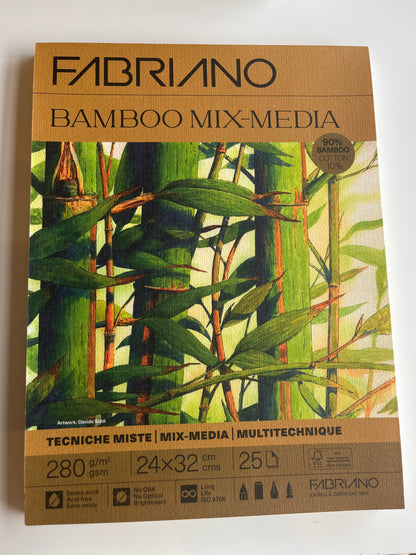 FABRIANO
BAMBOO MIX-MEDIA
90%
BAMBOO
COTTON
10%
Artwork: Davide
TECNICHE MISTE | MIX-MEDIA | MULTITECHNIQUE
280 g/m² gsm 24×32 cm cms 25
FSC
Senza acidi
Acid free
Sans acide
No OBA
No Optical
Brighteners
Long
Life
ISO 9706
FABRIANO